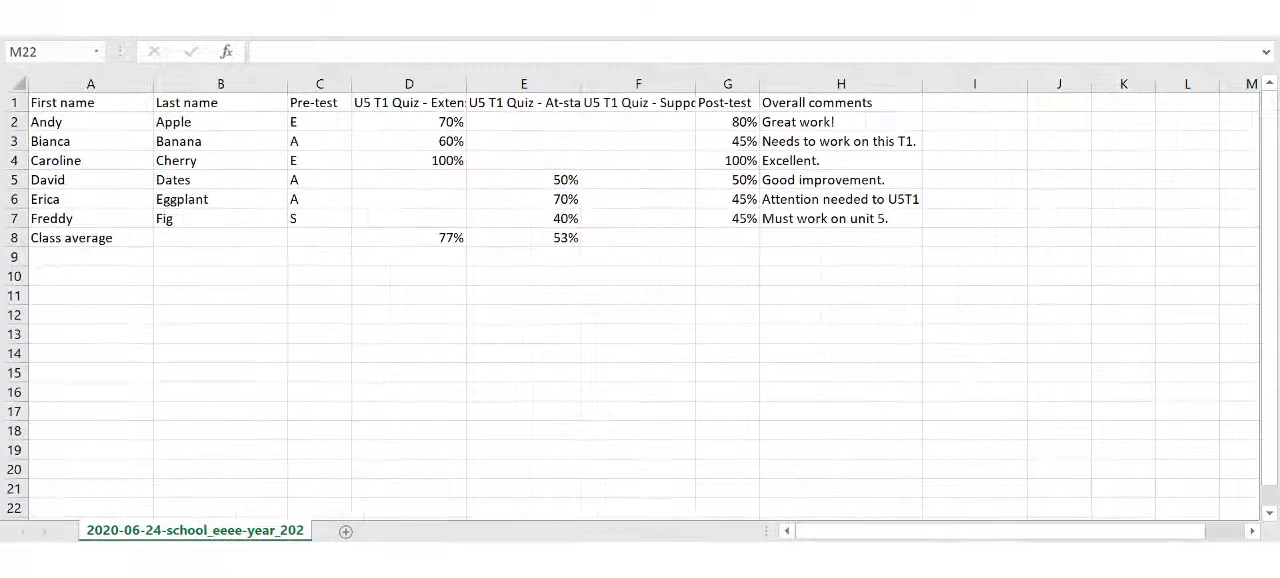 M22 fx
A B C D E F G H I J K L M
1 First name Last name Pre-test U5 T1 Quiz - Exten U5 T1 Quiz - At-sta U5 T1 Quiz - Suppo Post-test Overall comments
2 Andy Apple E 70% 80% Great work!
3 Bianca Banana A 60% 45% Needs to work on this T1.
4 Caroline Cherry E 100% 100% Excellent.
5 David Dates A 50% 50% Good improvement.
6 Erica Eggplant A 70% 45% Attention needed to U5T1
7 Freddy Fig S 40% 45% Must work on unit 5.
8 Class average 77% 53%
9
10
11
12
13
14
15
16
17
18
19
20
21
22
2020-06-24-school_eeee-year_202